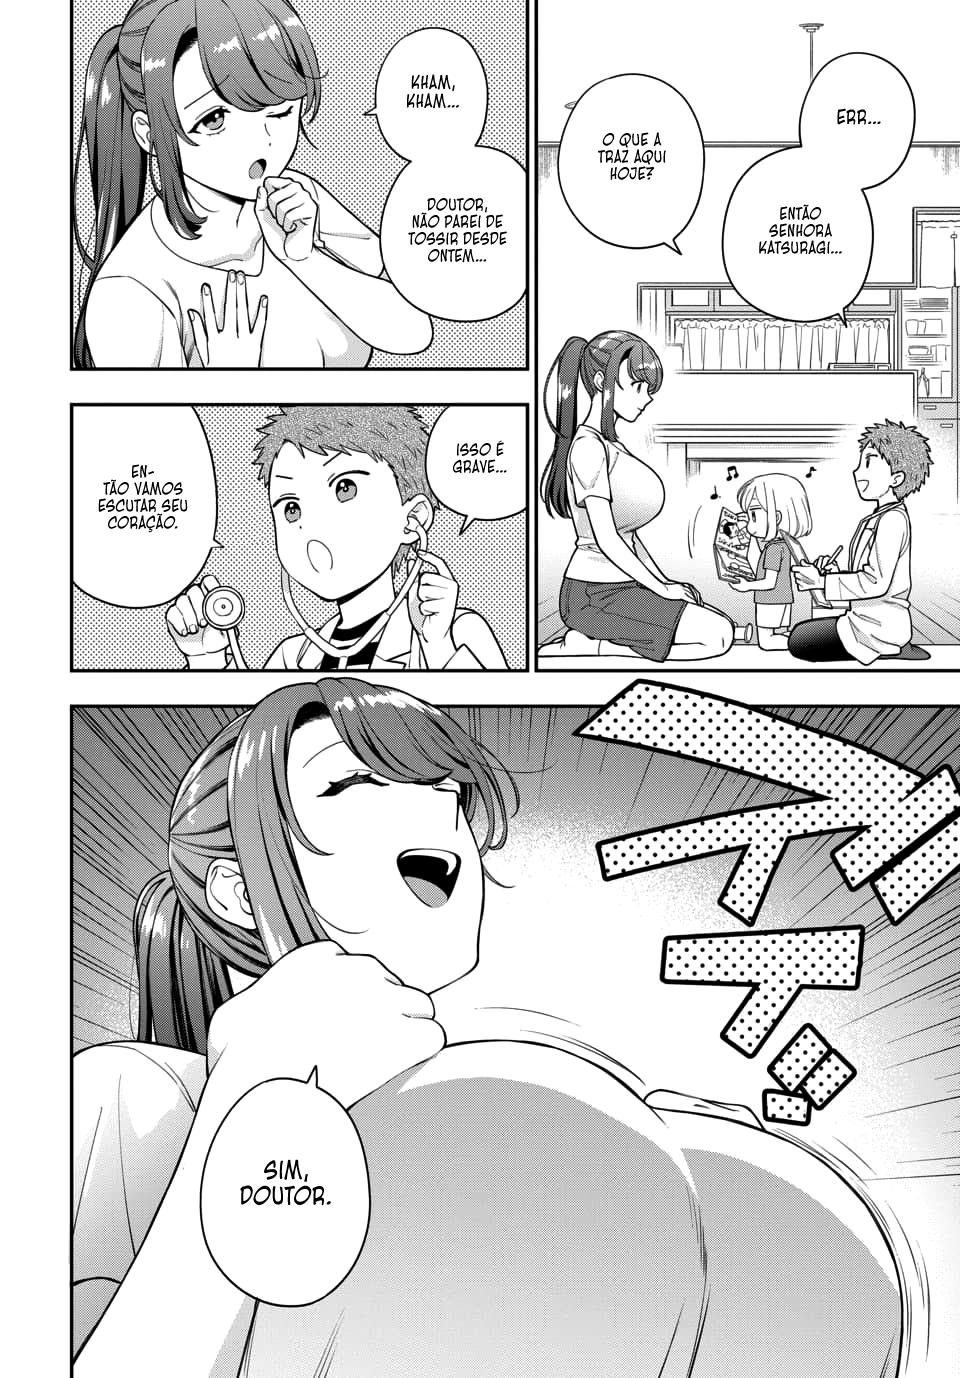 ERR...
ENTÃO
SENHORA
KATSURAGI...
O QUE A
TRAZ AQUI
HOJE?
KHAM,
KHAM...
DOUTOR,
NÃO PAREI DE
TOSSIR DESDE
ONTEM...
ISSO É
GRAVE...
EN-
TÃO VAMOS
ESCUTAR SEU
CORAÇÃO.
SIM,
DOUTOR.